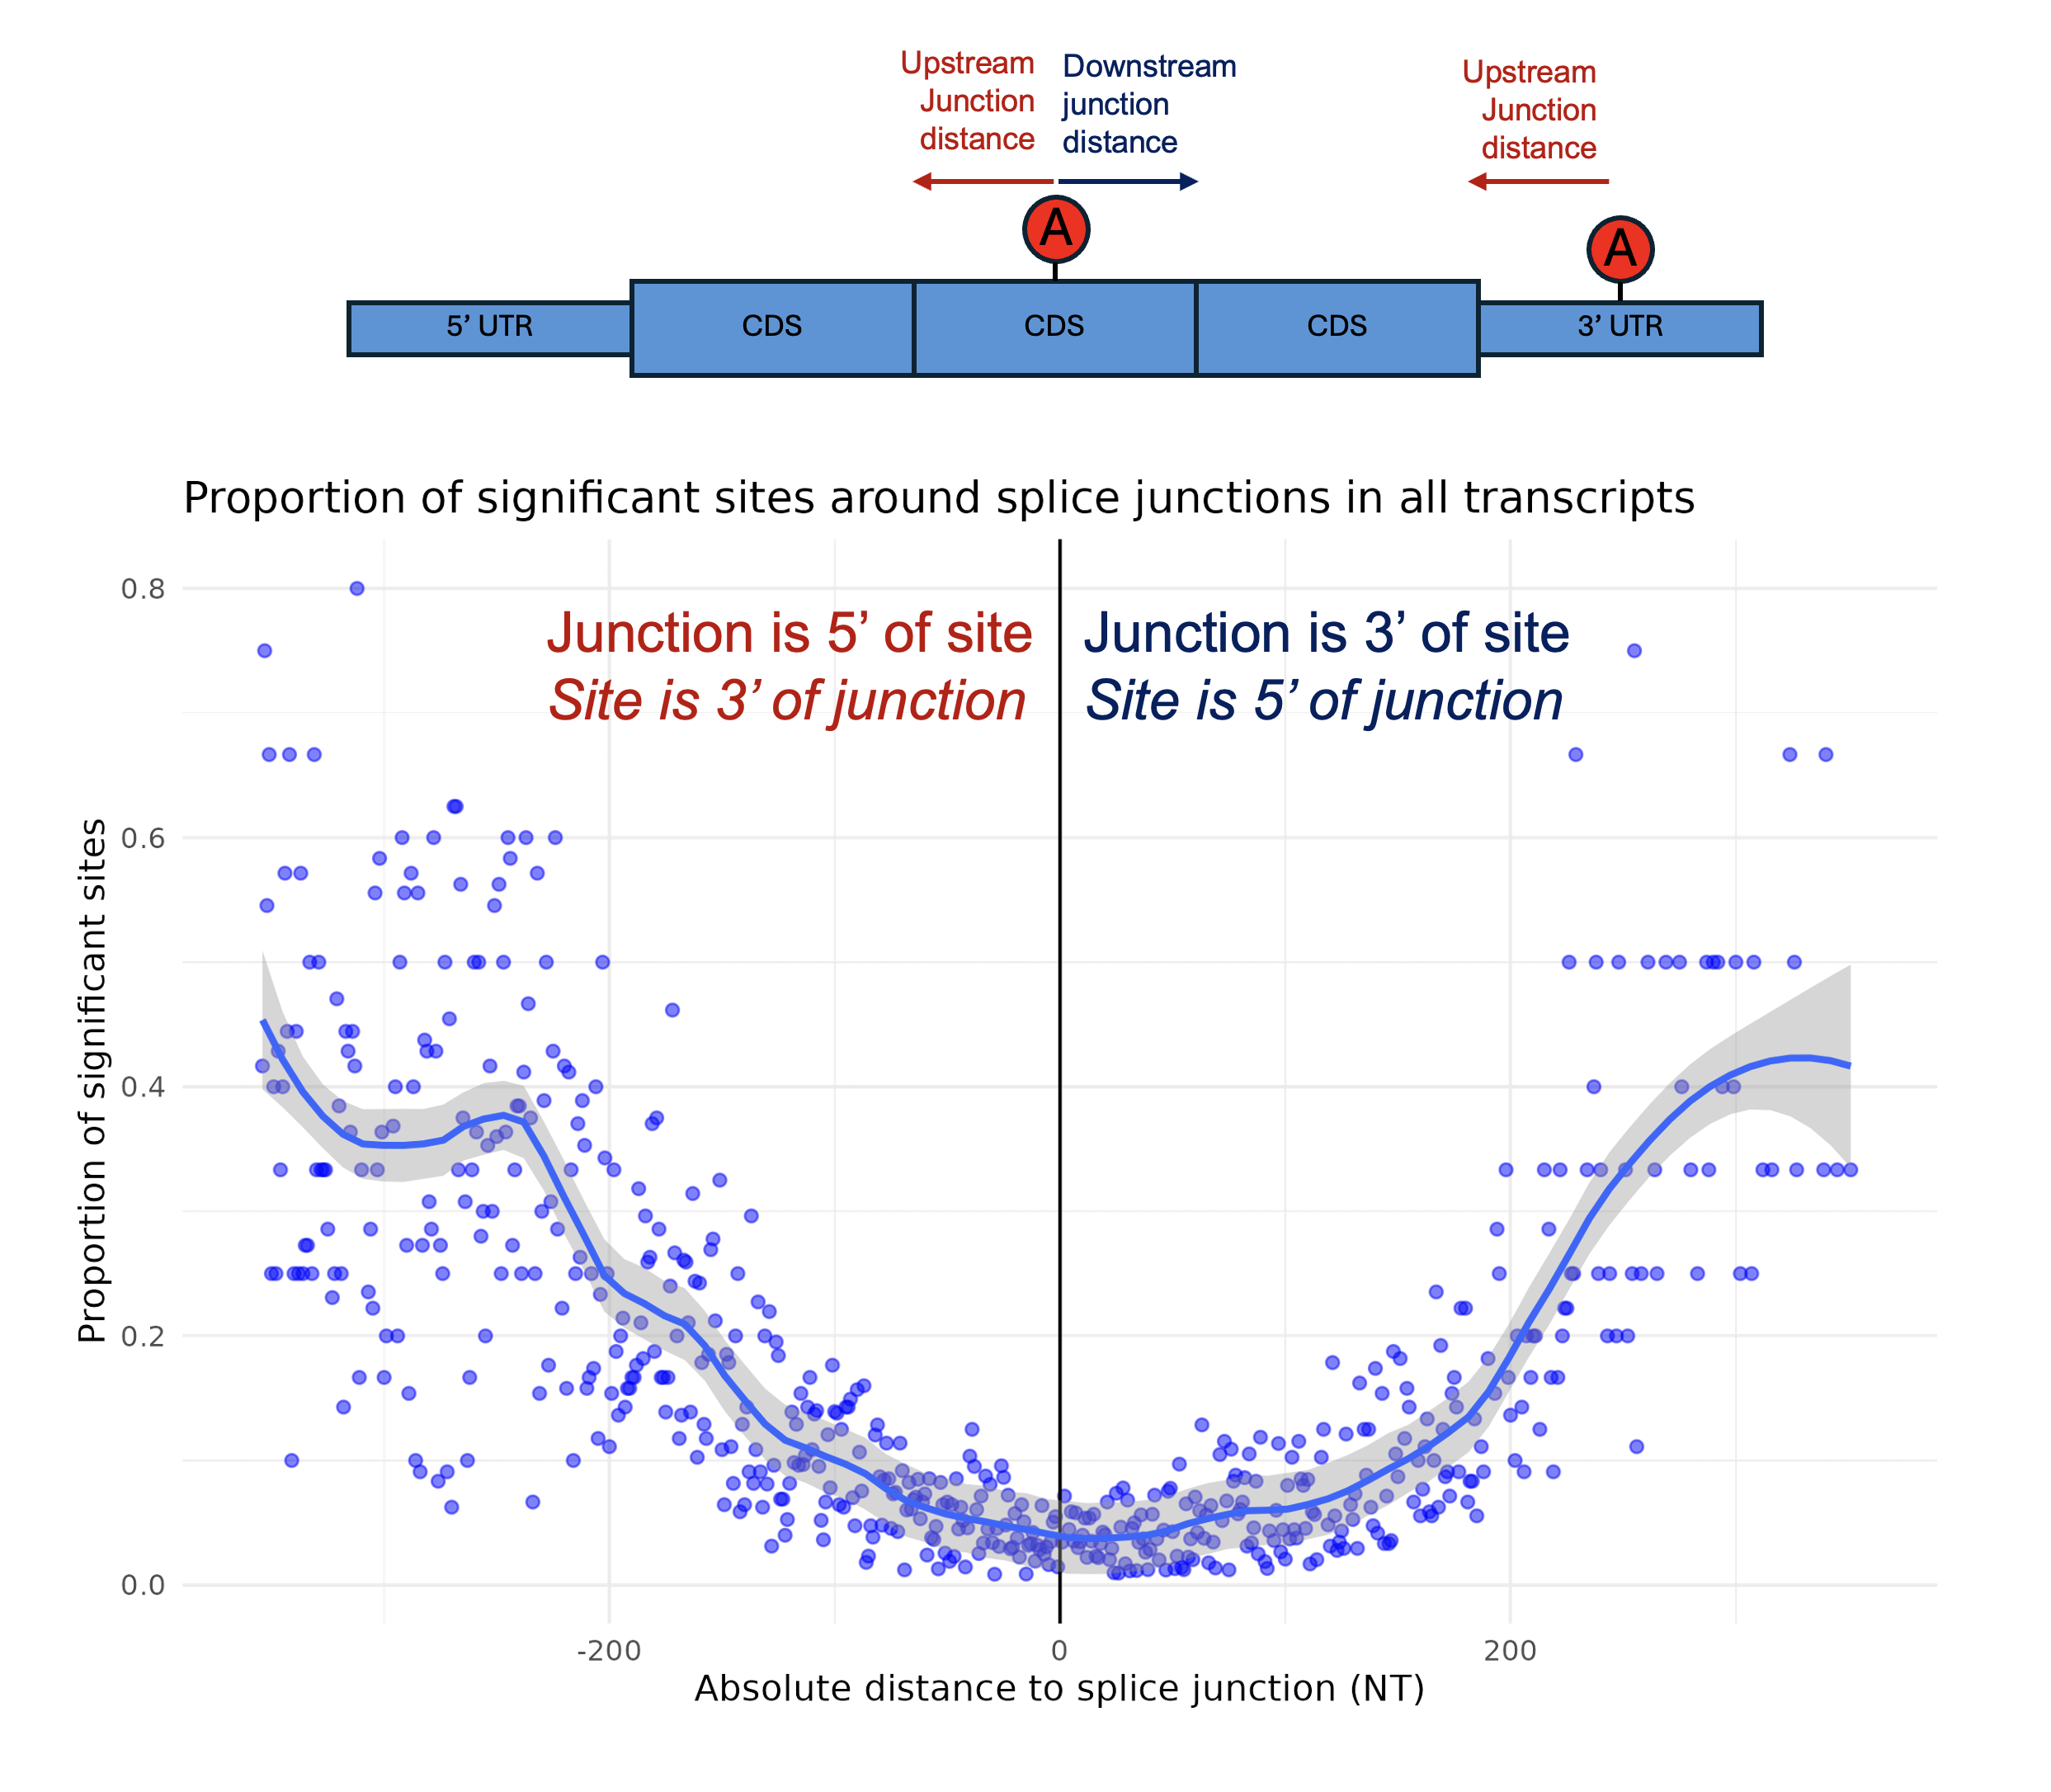 Upstream
Junction
distance
Downstream
junction
distance
Upstream
Junction
distance
A
A
5’ UTR
CDS
CDS
CDS
3’ UTR
Proportion of significant sites around splice junctions in all transcripts
Junction is 5’ of site
Site is 3’ of junction
Junction is 3’ of site
Site is 5’ of junction
Proportion of significant sites
0.8
0.6
0.4
0.2
0.0
-200
0
200
Absolute distance to splice junction (NT)